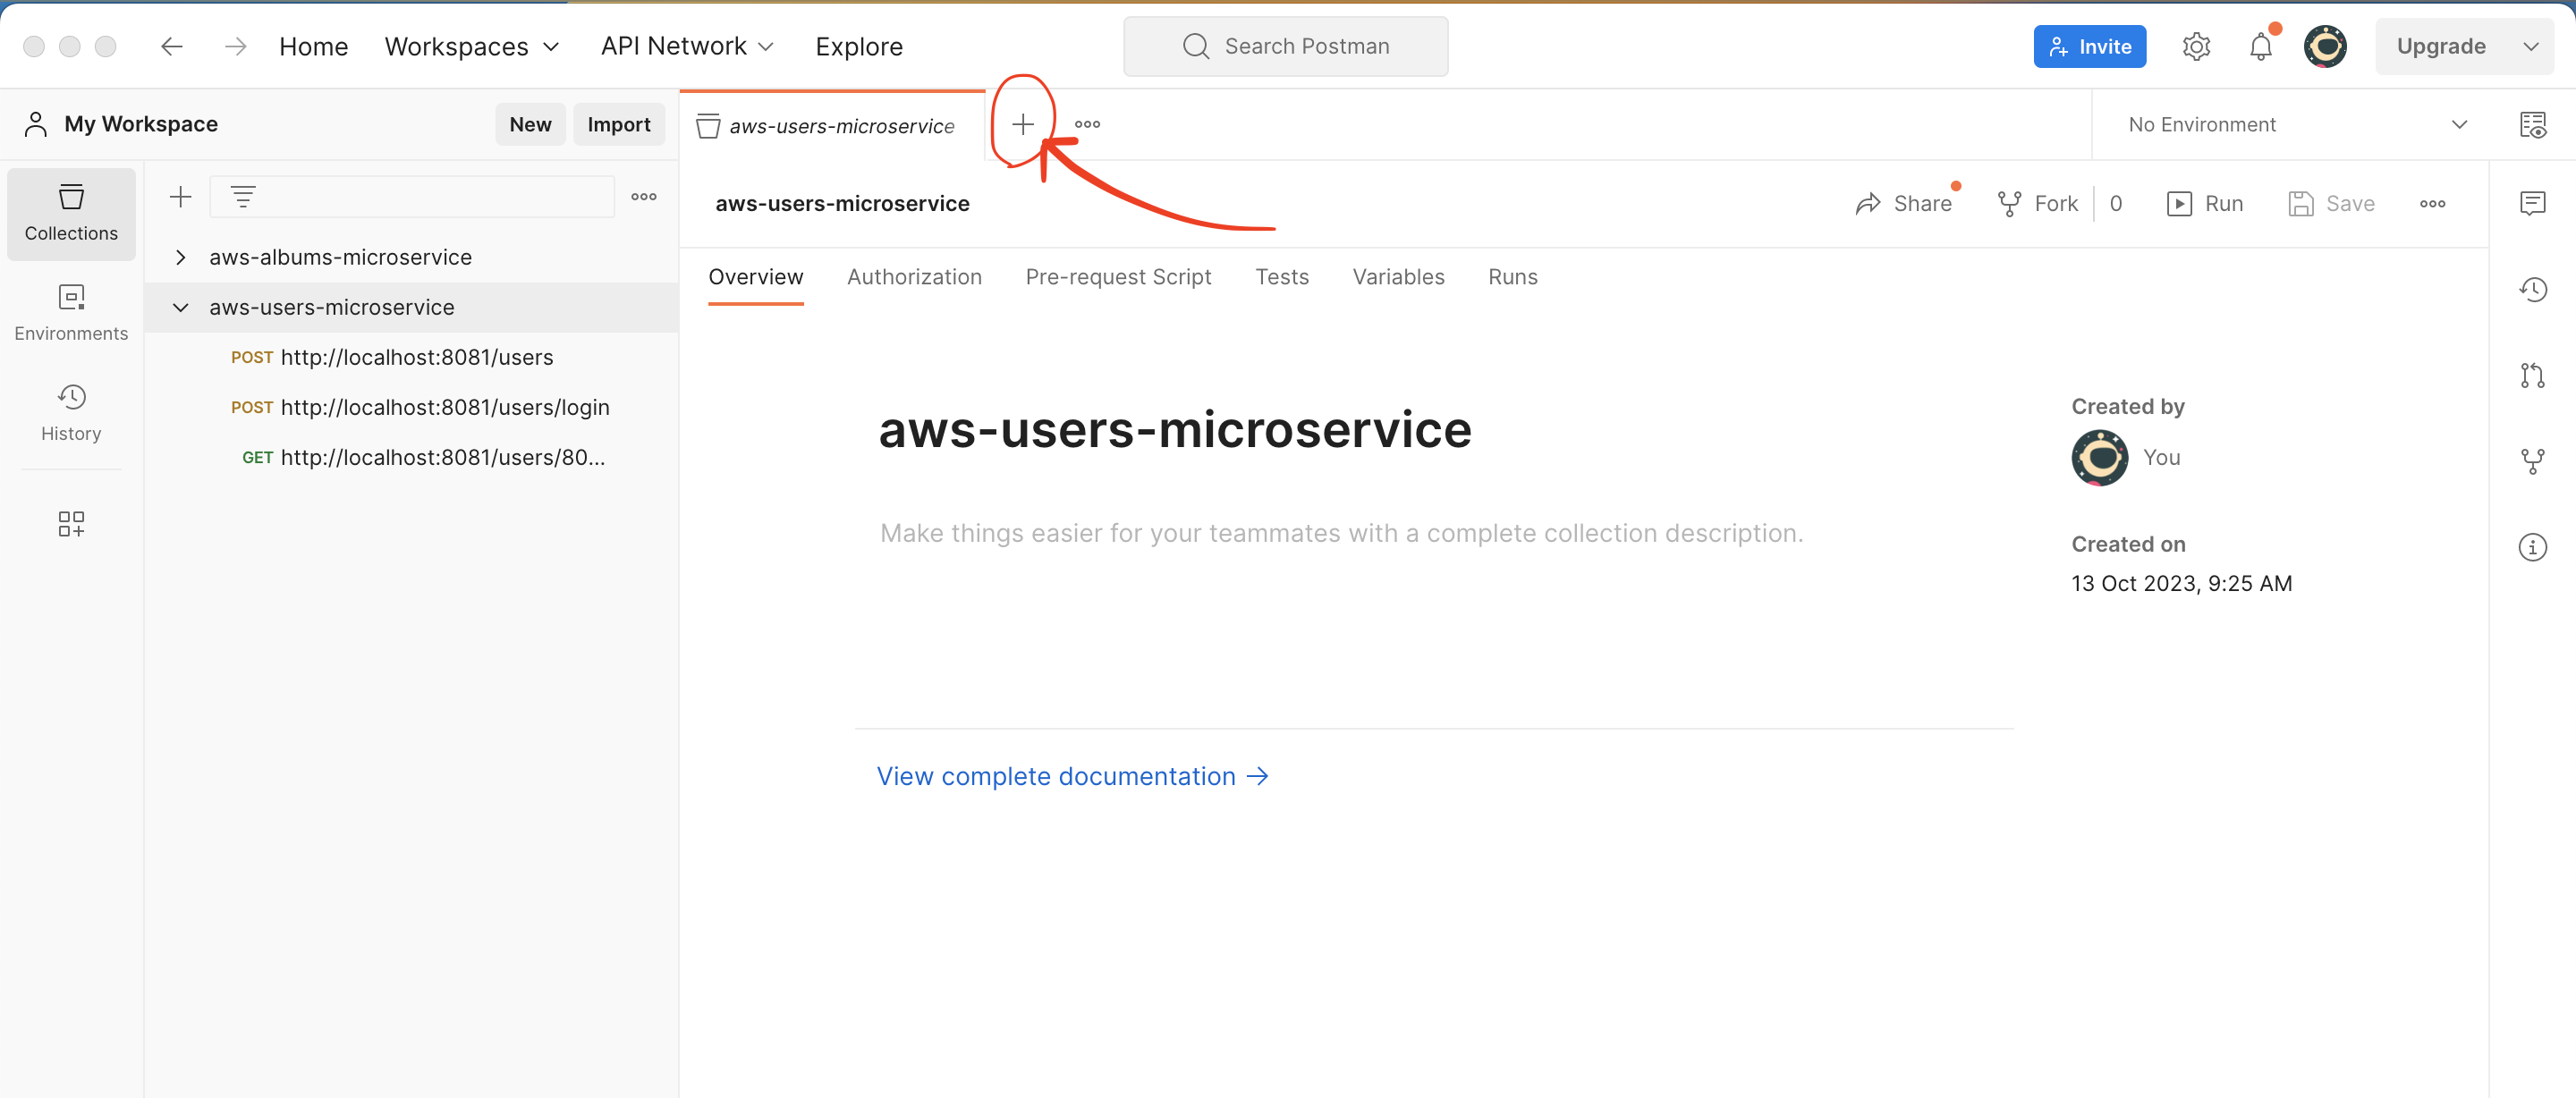 Home Workspaces API Network Explore Search Postman Invite Upgrade
My Workspace New Import aws-users-microservice No Environment
Collections
Environments
History
aws-albums-microservice
aws-users-microservice
POST http://localhost:8081/users
POST http://localhost:8081/users/login
GET http://localhost:8081/users/80...
aws-users-microservice Share Fork 0 Run Save
Overview Authorization Pre-request Script Tests Variables Runs
aws-users-microservice
Make things easier for your teammates with a complete collection description.
View complete documentation →
Created by
You
Created on
13 Oct 2023, 9:25 AM